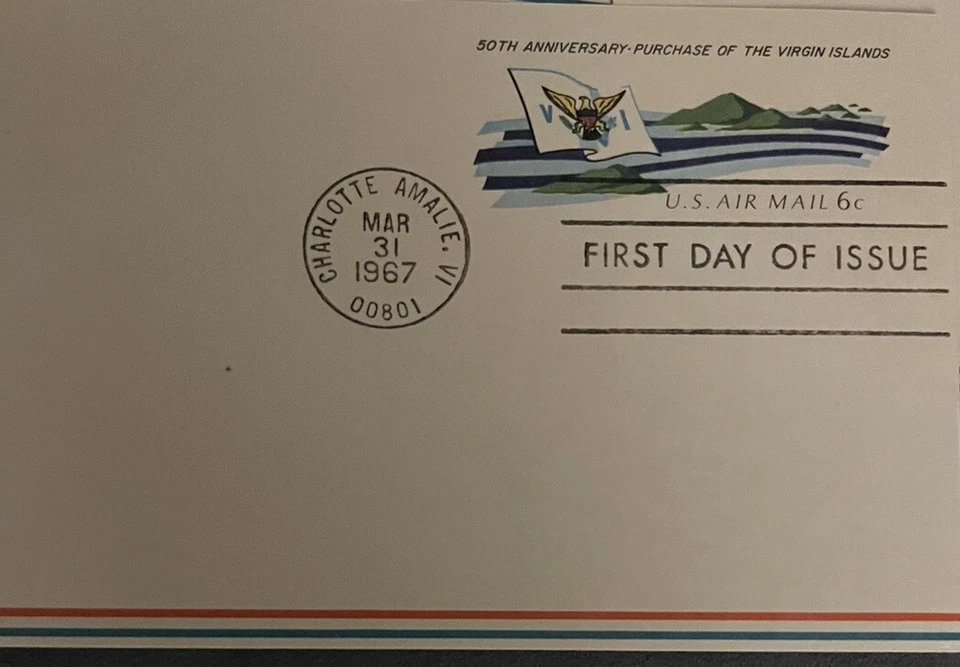 50TH ANNIVERSARY·PURCHASE OF THE VIRGIN ISLANDS
V I
U.S. AIR MAIL 6c
CHARLOTTE AMALIE, VI
MAR
31
1967
00801
FIRST DAY OF ISSUE